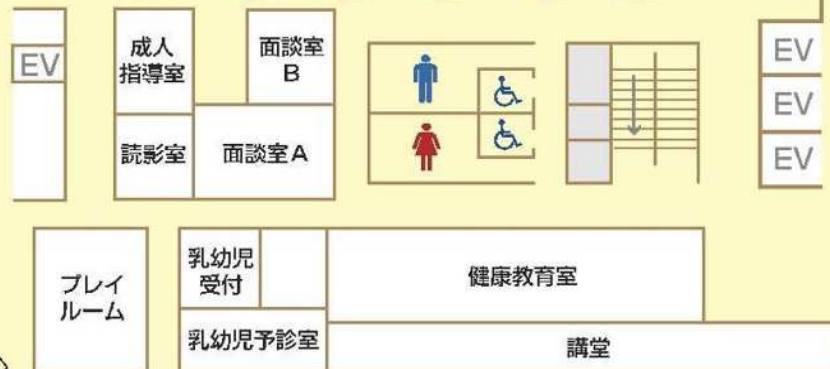 EV
成人
指導室
面談室
B
読影室
面談室A
EV
EV
EV
プレイ
ルーム
乳幼児
受付
乳幼児予診室
健康教育室
講堂